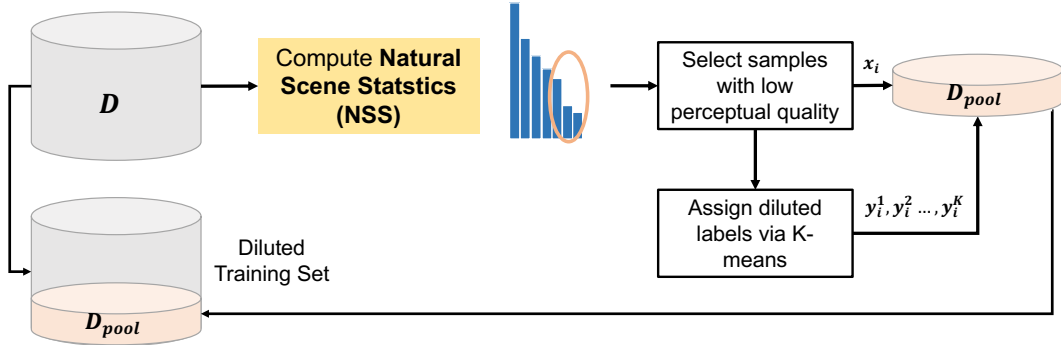 D
Compute Natural
Scene Statstics
(NSS)
Select samples
with low
perceptual quality
x_i
D_pool
Assign diluted
labels via K-
means
y_i^1, y_i^2 ..., y_i^K
Diluted
Training Set
D_pool